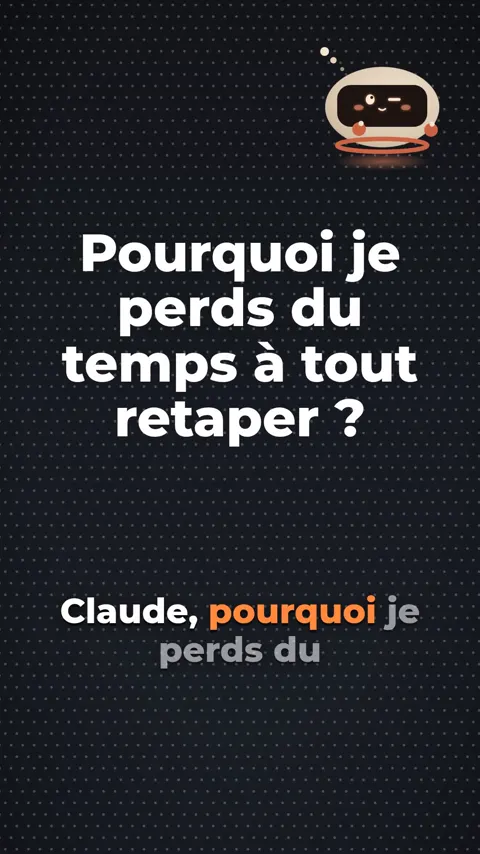 Pourquoi je
perds du
temps à tout
retaper ?
Claude, pourquoi je
perds du